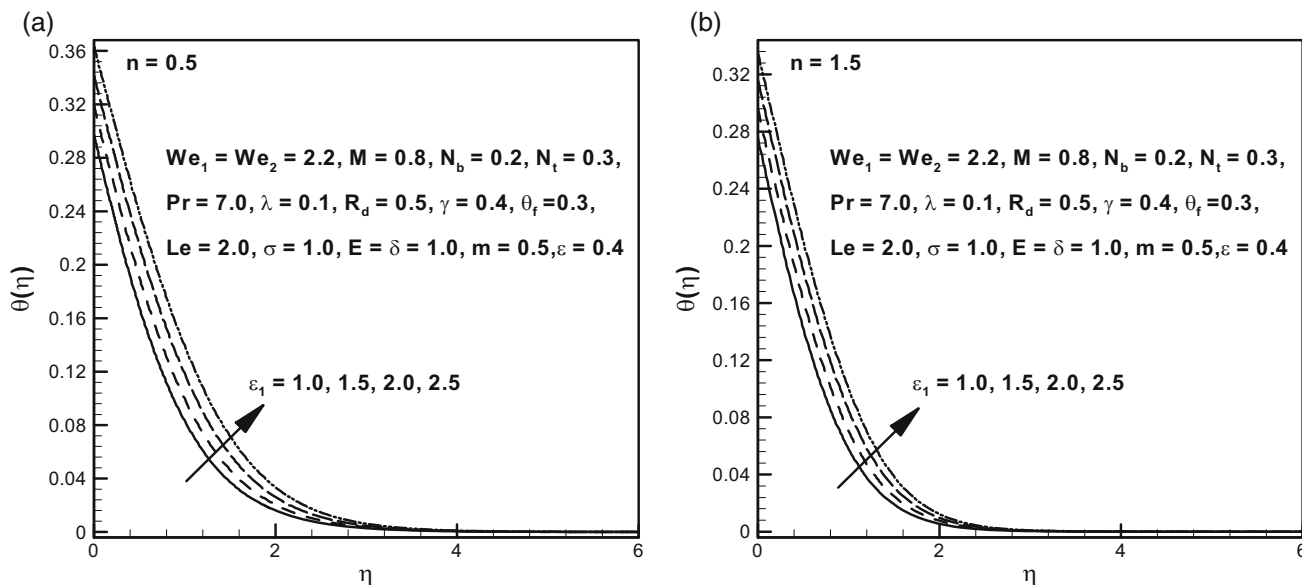 (a)
n = 0.5
We₁ = We₂ = 2.2, M = 0.8, N_b = 0.2, N_t = 0.3,
Pr = 7.0, λ = 0.1, R_d = 0.5, γ = 0.4, θ_f =0.3,
Le = 2.0, σ = 1.0, E = δ = 1.0, m = 0.5,ε = 0.4
ε₁ = 1.0, 1.5, 2.0, 2.5
θ(η)
0.36
0.32
0.28
0.24
0.2
0.16
0.12
0.08
0.04
0
0 2 4 6
η
(b)
n = 1.5
We₁ = We₂ = 2.2, M = 0.8, N_b = 0.2, N_t = 0.3,
Pr = 7.0, λ = 0.1, R_d = 0.5, γ = 0.4, θ_f =0.3,
Le = 2.0, σ = 1.0, E = δ = 1.0, m = 0.5,ε = 0.4
ε₁ = 1.0, 1.5, 2.0, 2.5
θ(η)
0.32
0.28
0.24
0.2
0.16
0.12
0.08
0.04
0
0 2 4 6
η